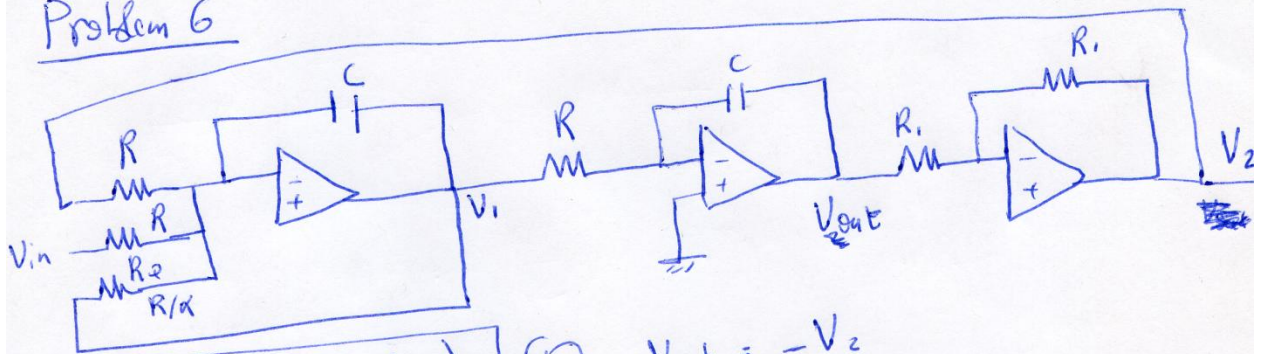 Problem 6
R₁
C
C
R
R
R₁
V₂
-
+
-
+
-
+
V₁
Vin
R
Vout
R₂
R/α
Vout = - V₂